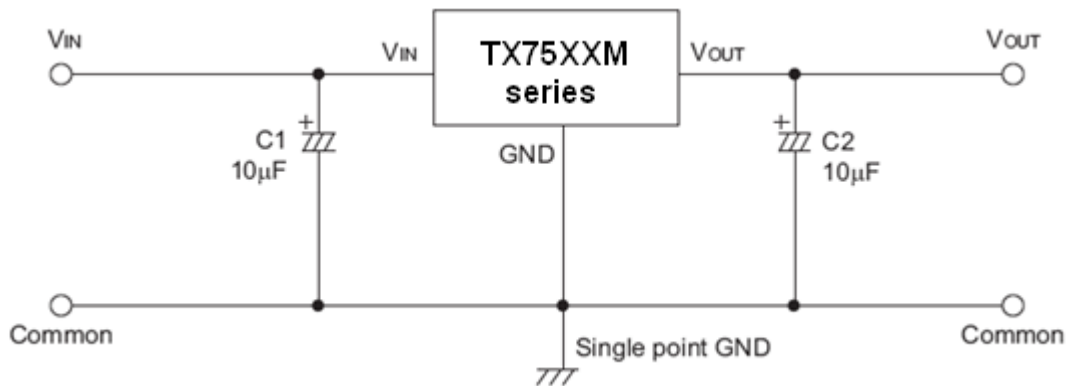 VIN
VIN
TX75XXM
series
VOUT
VOUT
+
C1
10μF
GND
+
C2
10μF
Common
Single point GND
Common